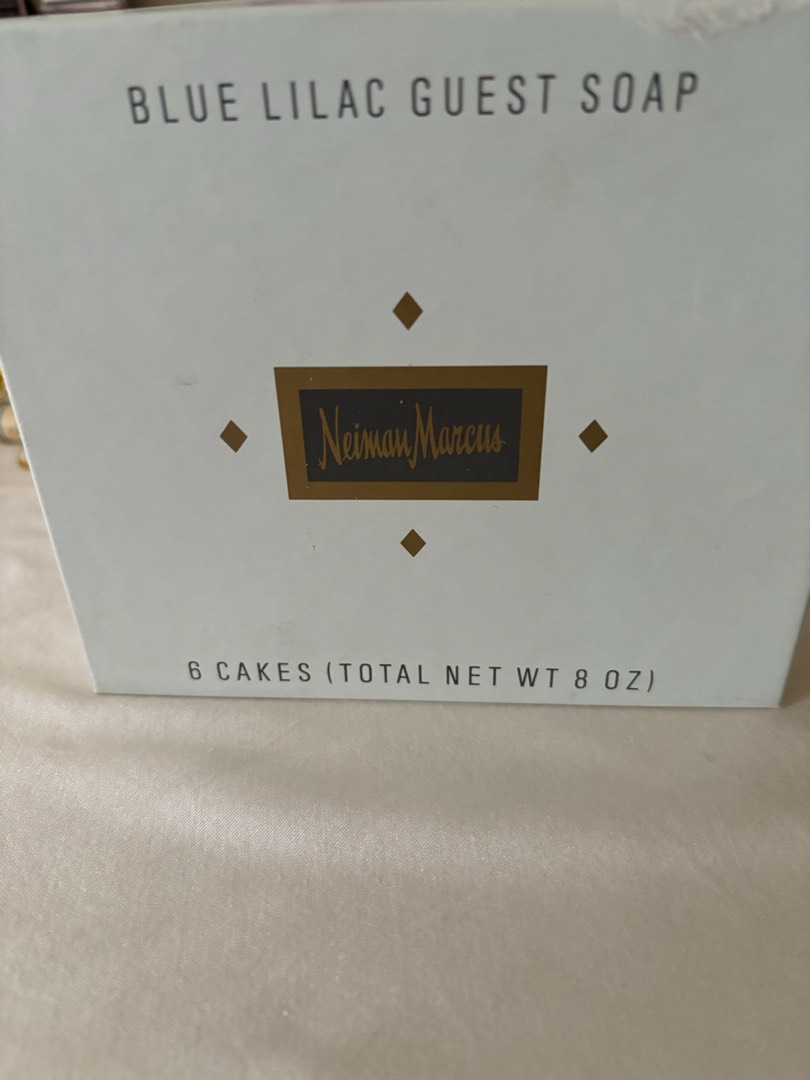 BLUE LILAC GUEST SOAP
Neiman Marcus
6 CAKES (TOTAL NET WT 8 OZ)